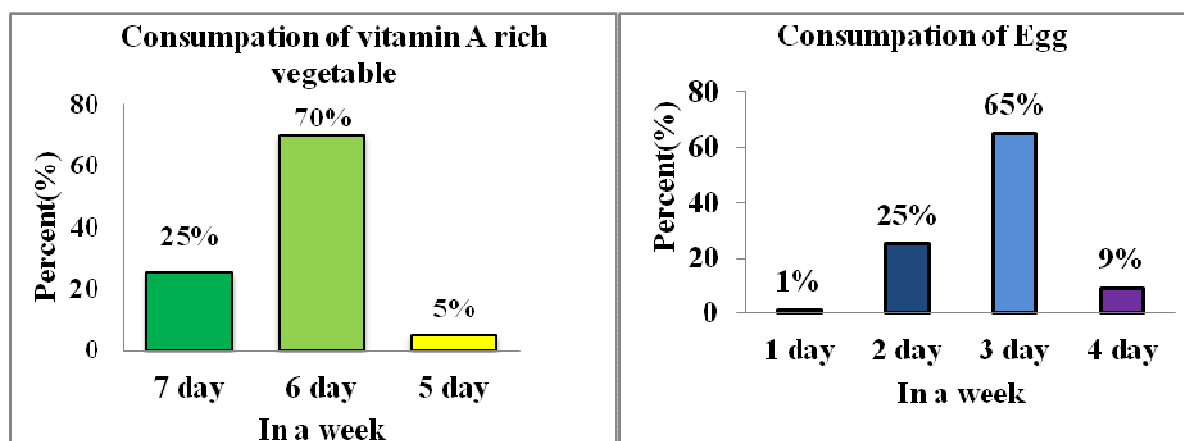 Consumpation of vitamin A rich
vegetable
Percent(%)
80
60
40
20
0
25%
70%
5%
7 day 6 day 5 day
In a week
Consumpation of Egg
Percent(%)
80
60
40
20
0
1%
25%
65%
9%
1 day 2 day 3 day 4 day
In a week